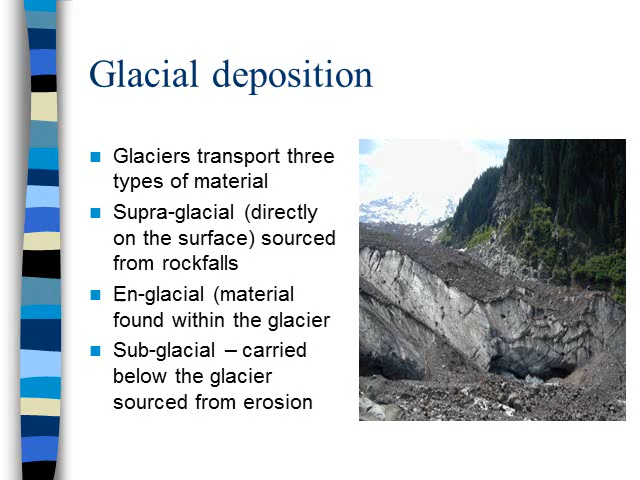 Glacial deposition
Glaciers transport three
types of material
Supra-glacial (directly
on the surface) sourced
from rockfalls
En-glacial (material
found within the glacier
Sub-glacial – carried
below the glacier
sourced from erosion